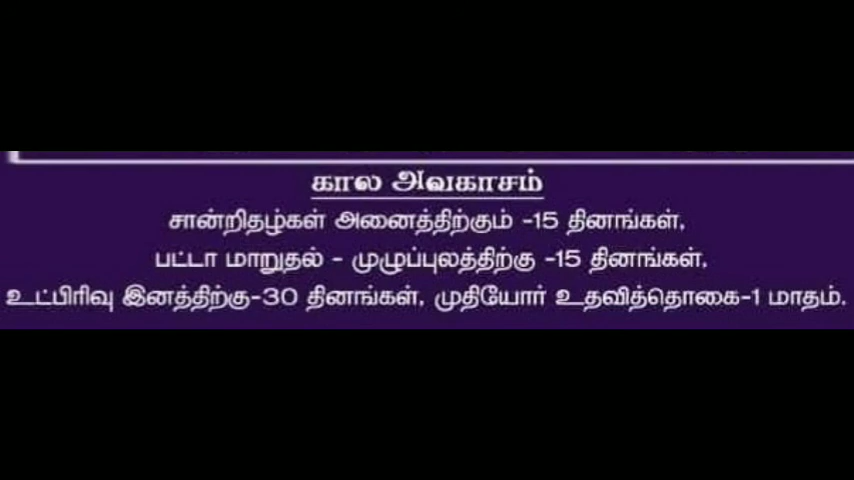 கால அவகாசம்
சான்றிதழ்கள் அனைத்திற்கும் -15 தினங்கள்,
பட்டா மாறுதல் - முழுப்புலத்திற்கு -15 தினங்கள்,
உட்பிரிவு இனத்திற்கு-30 தினங்கள், முதியோர் உதவித்தொகை-1 மாதம்.